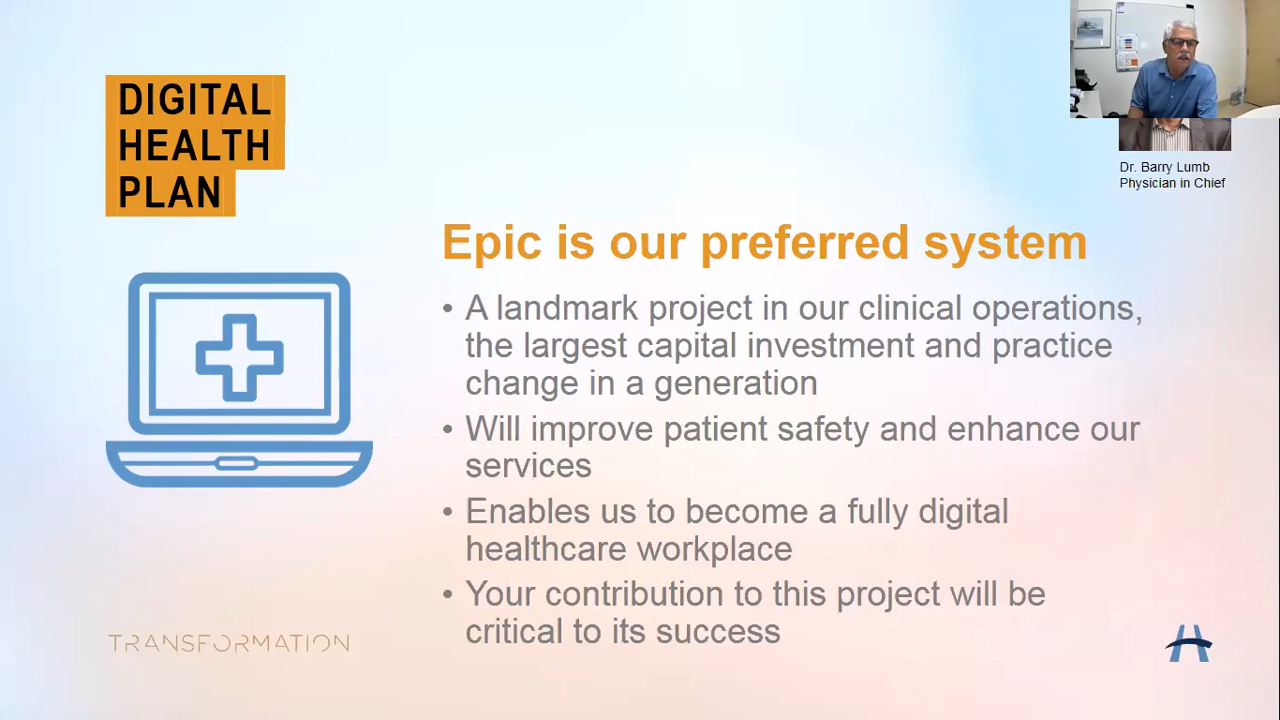 DIGITAL
HEALTH
PLAN
Dr. Barry Lumb
Physician in Chief
Epic is our preferred system
• A landmark project in our clinical operations,
the largest capital investment and practice
change in a generation
• Will improve patient safety and enhance our
services
• Enables us to become a fully digital
healthcare workplace
• Your contribution to this project will be
critical to its success
TRANSFORMATION